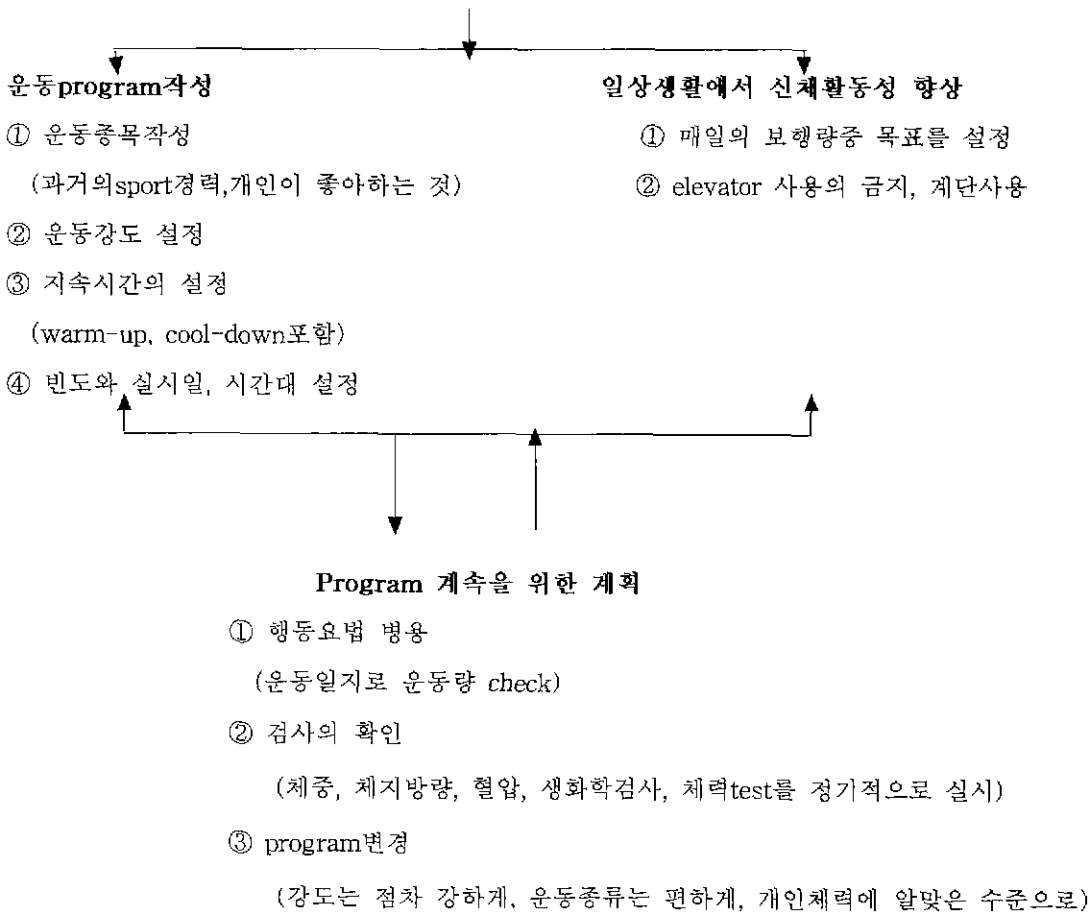 운동program작성
① 운동종목작성
(과거의sport경력,개인이 좋아하는 것)
② 운동강도 설정
③ 지속시간의 설정
(warm-up, cool-down포함)
④ 빈도와 실시일, 시간대 설정
일상생활에서 신체활동성 향상
① 매일의 보행량중 목표를 설정
② elevator 사용의 금지, 계단사용
Program 계속을 위한 계획
① 행동요법 병용
(운동일지로 운동량 check)
② 검사의 확인
(체중, 체지방량, 혈압, 생화학검사, 체력test를 정기적으로 실시)
③ program변경
(강도는 점차 강하게, 운동종류는 편하게, 개인체력에 알맞은 수준으로)